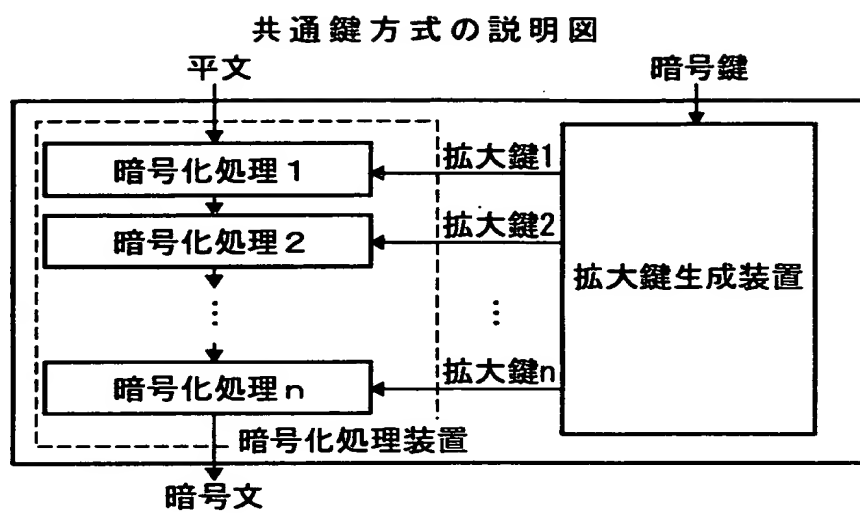 共通鍵方式の説明図
平文
暗号鍵
暗号化処理1
拡大鍵1
暗号化処理2
拡大鍵2
拡大鍵生成装置
⋮
⋮
暗号化処理n
拡大鍵n
暗号化処理装置
暗号文